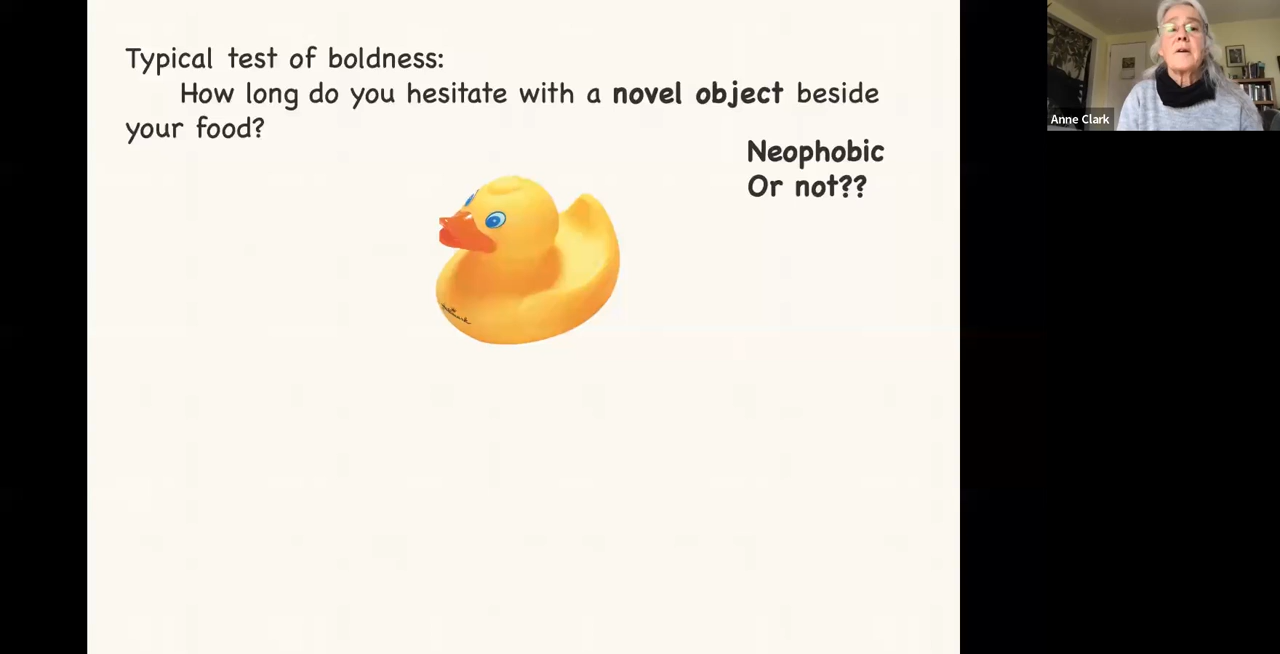 Typical test of boldness:
How long do you hesitate with a novel object beside
your food?
Neophobic
Or not??
Anne Clark